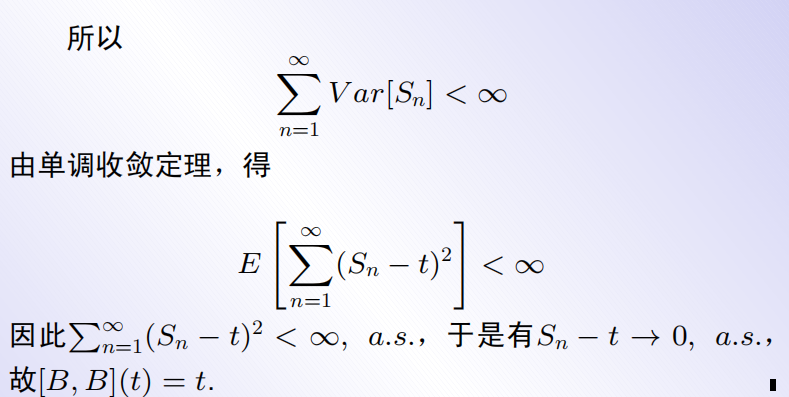 所以
$$\sum_{n=1}^{\infty} Var[S_n] < \infty$$
由单调收敛定理，得
$$E\left[\sum_{n=1}^{\infty}(S_n - t)^2\right] < \infty$$
因此$\sum_{n=1}^{\infty}(S_n - t)^2 < \infty,\ a.s.$，于是有$S_n - t \to 0,\ a.s.$，
故$[B, B](t) = t.$